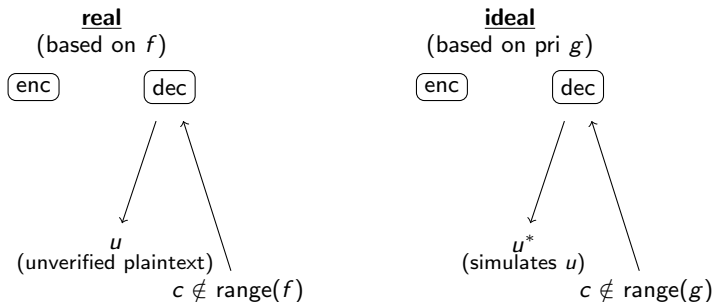 real
(based on f)
enc
dec
u
(unverified plaintext)
c ∉ range(f)
ideal
(based on pri g)
enc
dec
u*
(simulates u)
c ∉ range(g)